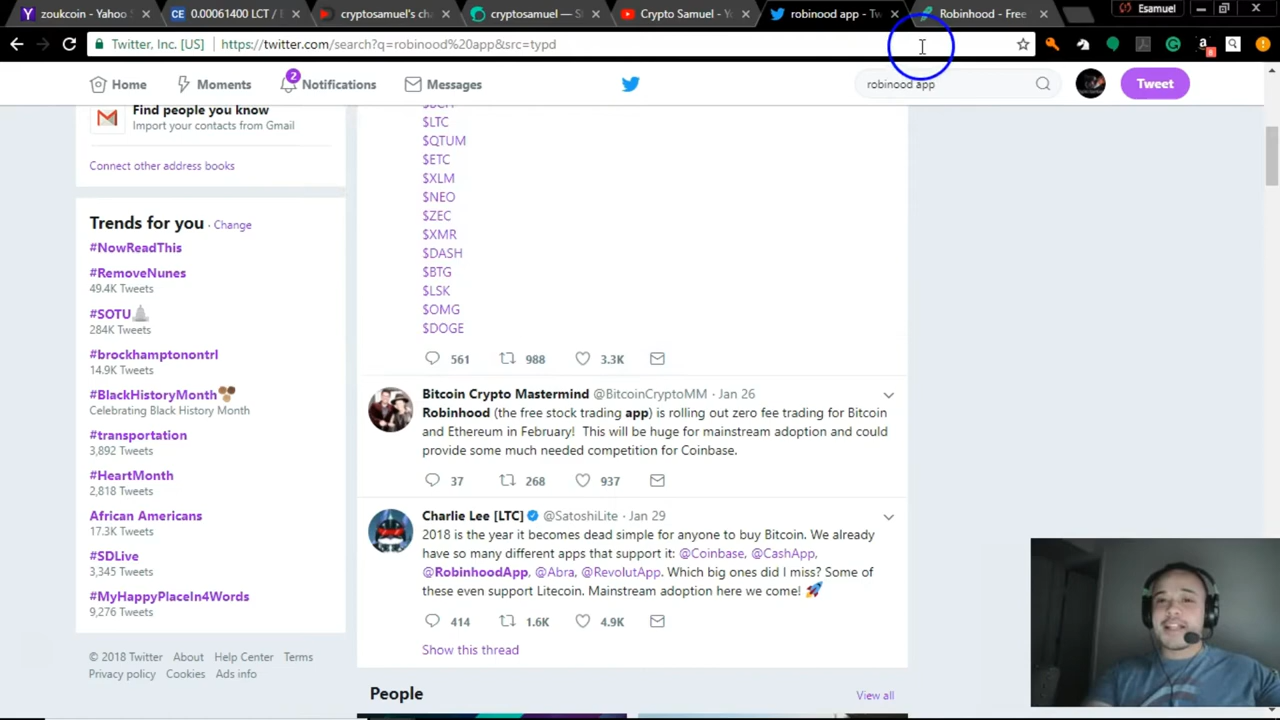 zoukcoin - Yahoo S
0.00061400 LCT / E
cryptosamuel's cha
cryptosamuel — St
Crypto Samuel - Yo
robinood app - Tw
Robinhood - Free
Esamuel
Twitter, Inc. [US]
https://twitter.com/search?q=robinood%20app&src=typd
Home
Moments
2
Notifications
Messages
robinood app
Tweet
Find people you know
Import your contacts from Gmail
Connect other address books
Trends for you · Change
#NowReadThis
#RemoveNunes
49.4K Tweets
#SOTU
284K Tweets
#brockhamptonontrl
14.9K Tweets
#BlackHistoryMonth
Celebrating Black History Month
#transportation
3,892 Tweets
#HeartMonth
2,818 Tweets
African Americans
17.3K Tweets
#SDLive
3,345 Tweets
#MyHappyPlaceIn4Words
9,276 Tweets
© 2018 Twitter About Help Center Terms
Privacy policy Cookies Ads info
$LTC
$QTUM
$ETC
$XLM
$NEO
$ZEC
$XMR
$DASH
$BTG
$LSK
$OMG
$DOGE
561 988 3.3K
Bitcoin Crypto Mastermind @BitcoinCryptoMM · Jan 26
Robinhood (the free stock trading app) is rolling out zero fee trading for Bitcoin
and Ethereum in February! This will be huge for mainstream adoption and could
provide some much needed competition for Coinbase.
37 268 937
Charlie Lee [LTC] @SatoshiLite · Jan 29
2018 is the year it becomes dead simple for anyone to buy Bitcoin. We already
have so many different apps that support it: @Coinbase, @CashApp,
@RobinhoodApp, @Abra, @RevolutApp. Which big ones did I miss? Some of
these even support Litecoin. Mainstream adoption here we come! 🚀
414 1.6K 4.9K
Show this thread
People
View all